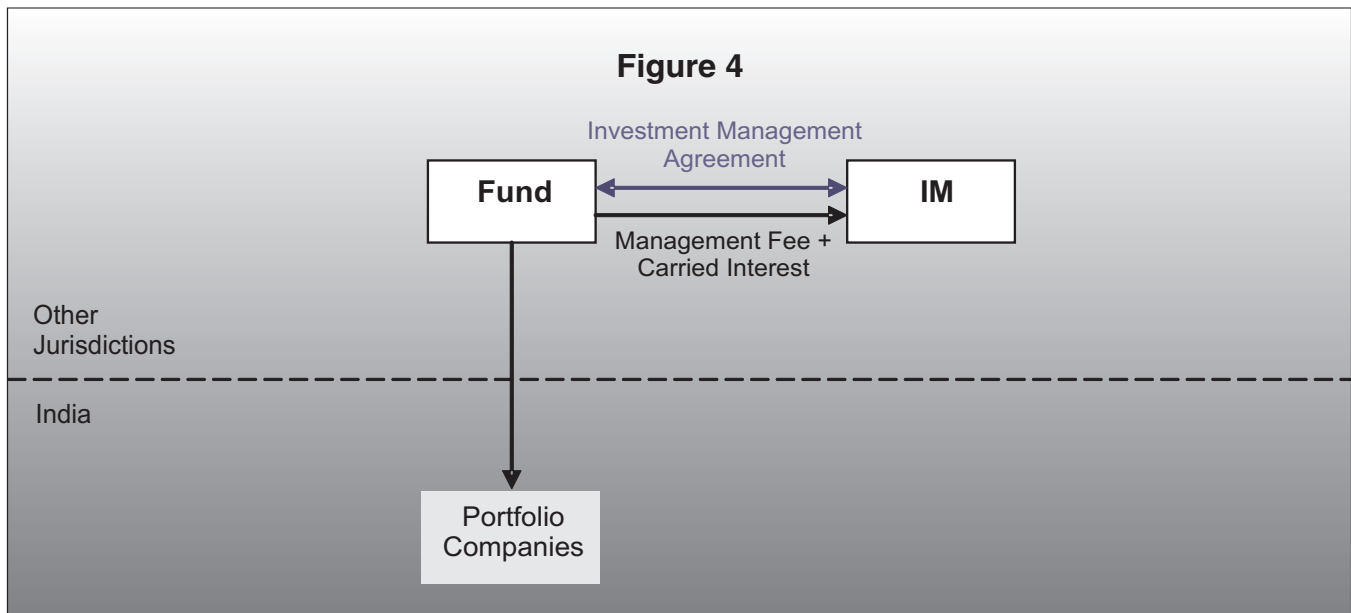 Figure 4
Investment Management
Agreement
Fund
IM
Management Fee +
Carried Interest
Other
Jurisdictions
India
Portfolio
Companies